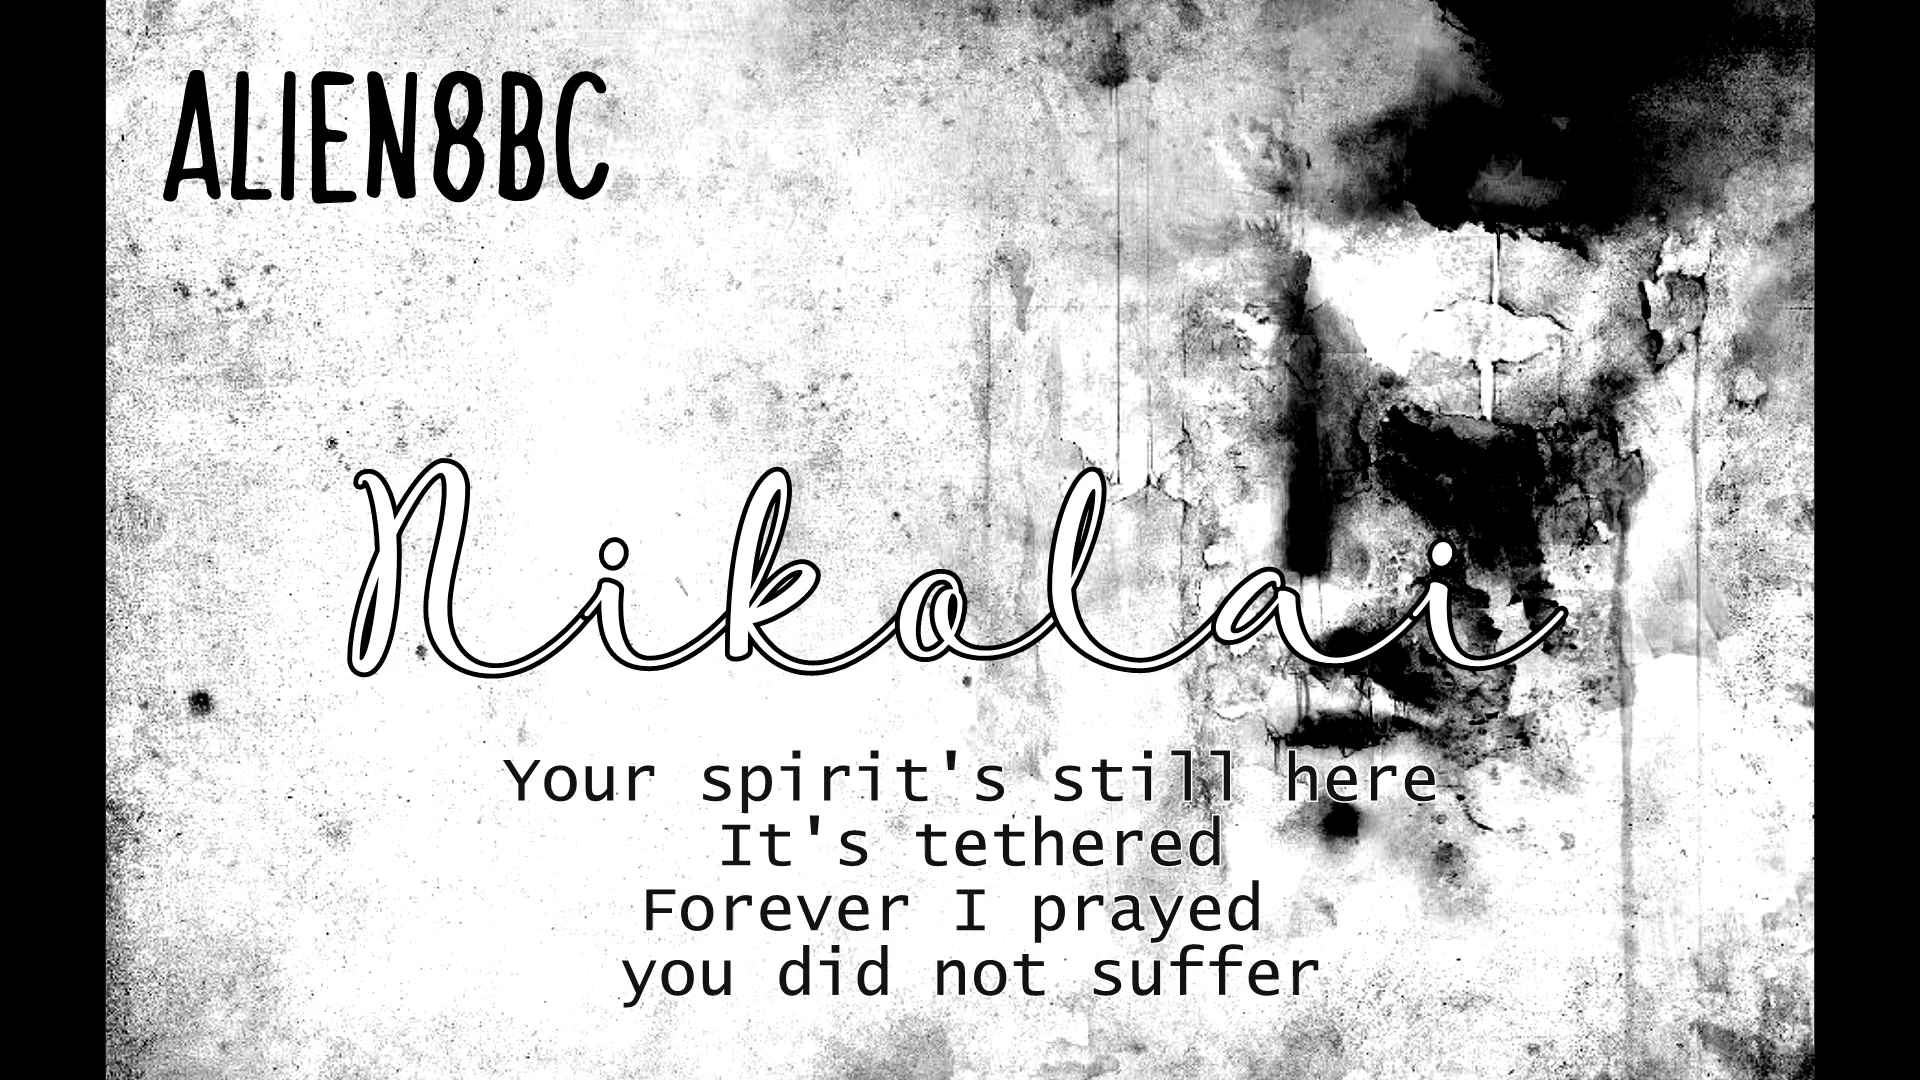 ALIEN8BC
Nikolai
Your spirit's still here
It's tethered
Forever I prayed
you did not suffer